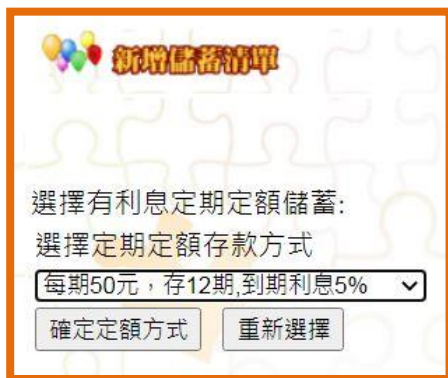 新增儲蓄清單
選擇有利息定期定額儲蓄:
選擇定期定額存款方式
每期50元，存12期,到期利息5%
確定定額方式 重新選擇